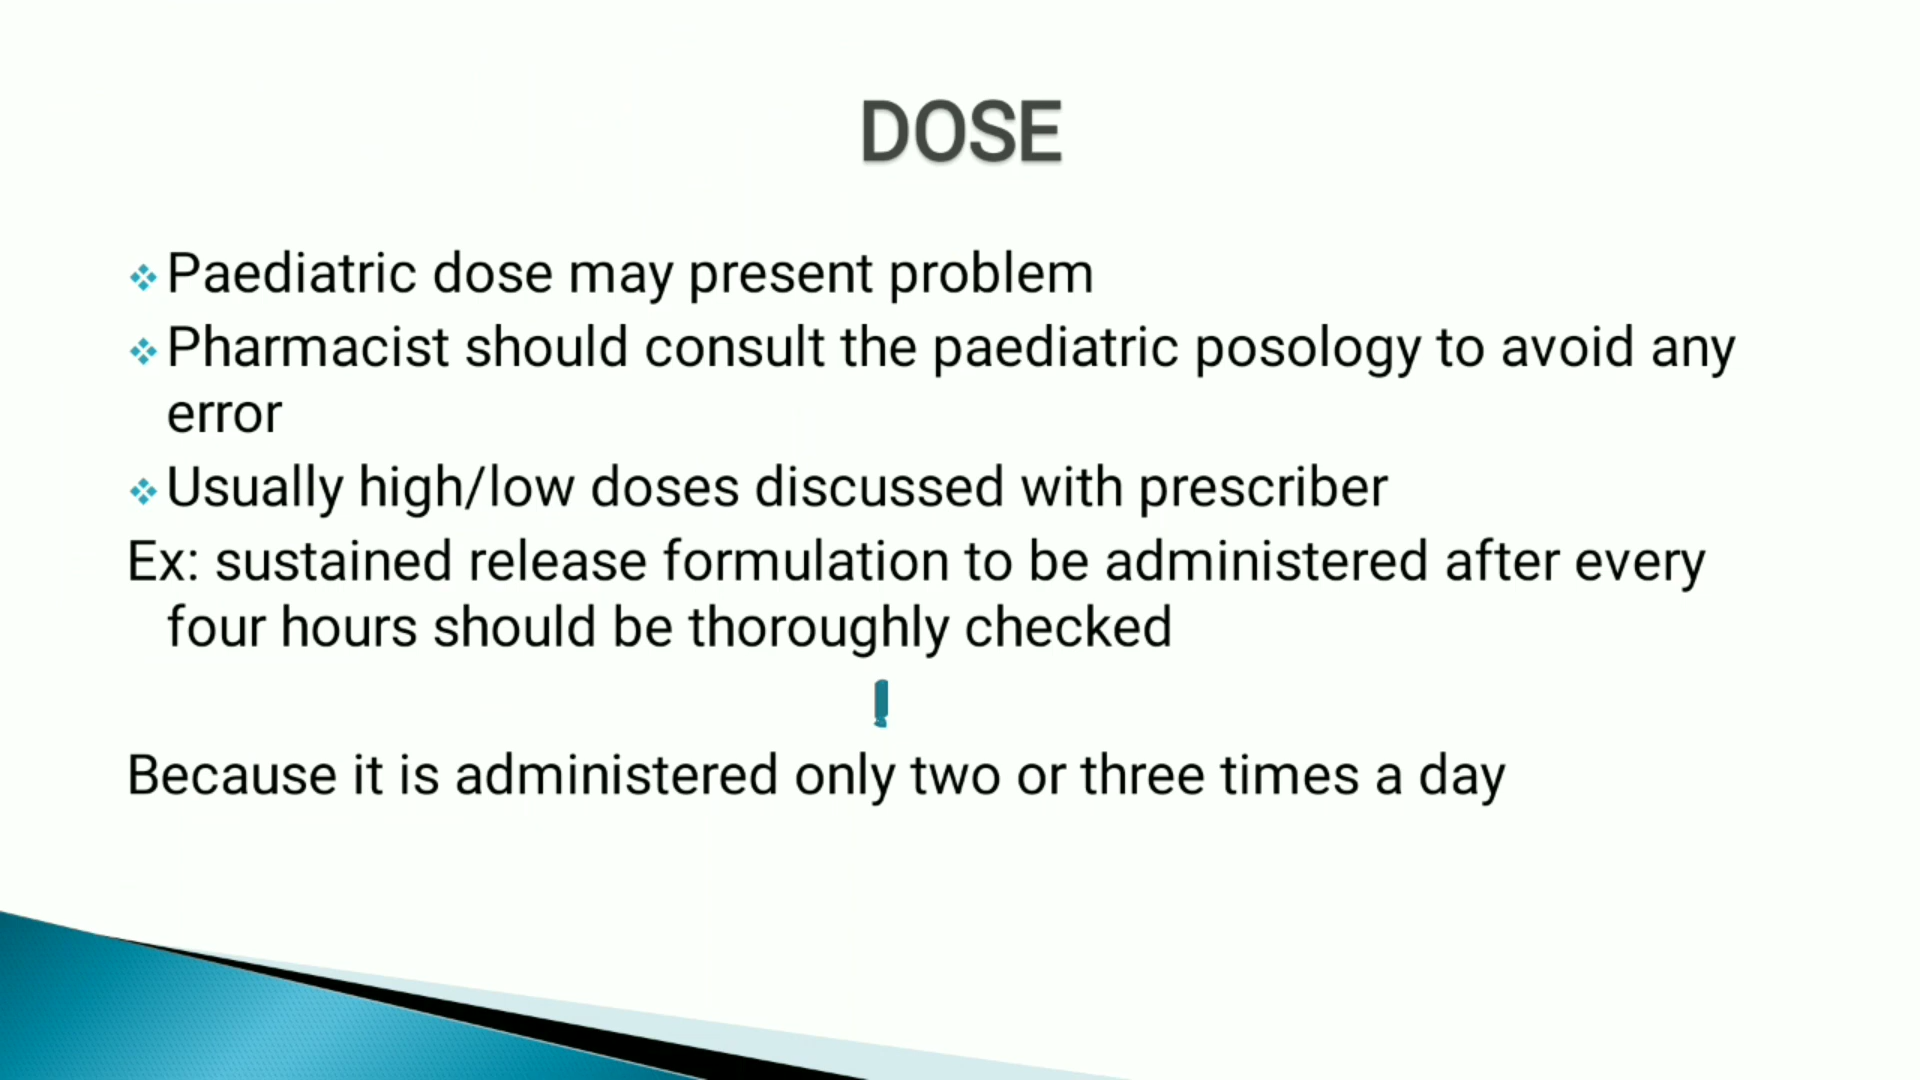 DOSE
Paediatric dose may present problem
Pharmacist should consult the paediatric posology to avoid any
error
Usually high/low doses discussed with prescriber
Ex: sustained release formulation to be administered after every
four hours should be thoroughly checked
Because it is administered only two or three times a day